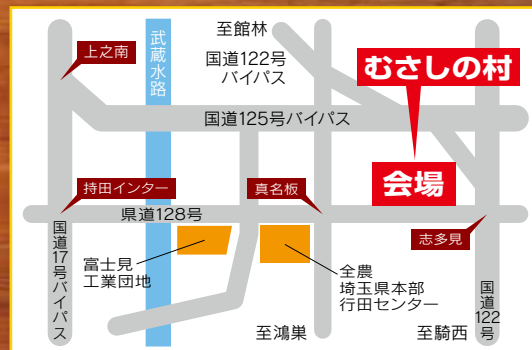 至館林
国道122号
バイパス
上之南
武蔵水路
むさしの村
国道125号バイパス
会場
持田インター
真名板
県道128号
志多見
国道17号バイパス
富士見
工業団地
全農
埼玉県本部
行田センター
国道122号
至鴻巣
至騎西